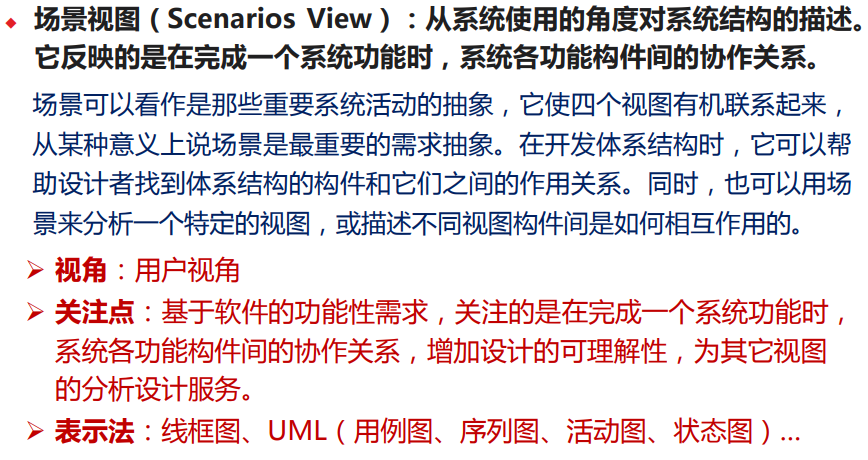 场景视图（Scenarios View）：从系统使用的角度对系统结构的描述。
它反映的是在完成一个系统功能时，系统各功能构件间的协作关系。
场景可以看作是那些重要系统活动的抽象，它使四个视图有机联系起来，
从某种意义上说场景是最重要的需求抽象。在开发体系结构时，它可以帮
助设计者找到体系结构的构件和它们之间的作用关系。同时，也可以用场
景来分析一个特定的视图，或描述不同视图构件间是如何相互作用的。
视角：用户视角
关注点：基于软件的功能性需求，关注的是在完成一个系统功能时，
系统各功能构件间的协作关系，增加设计的可理解性，为其它视图
的分析设计服务。
表示法：线框图、UML（用例图、序列图、活动图、状态图）...